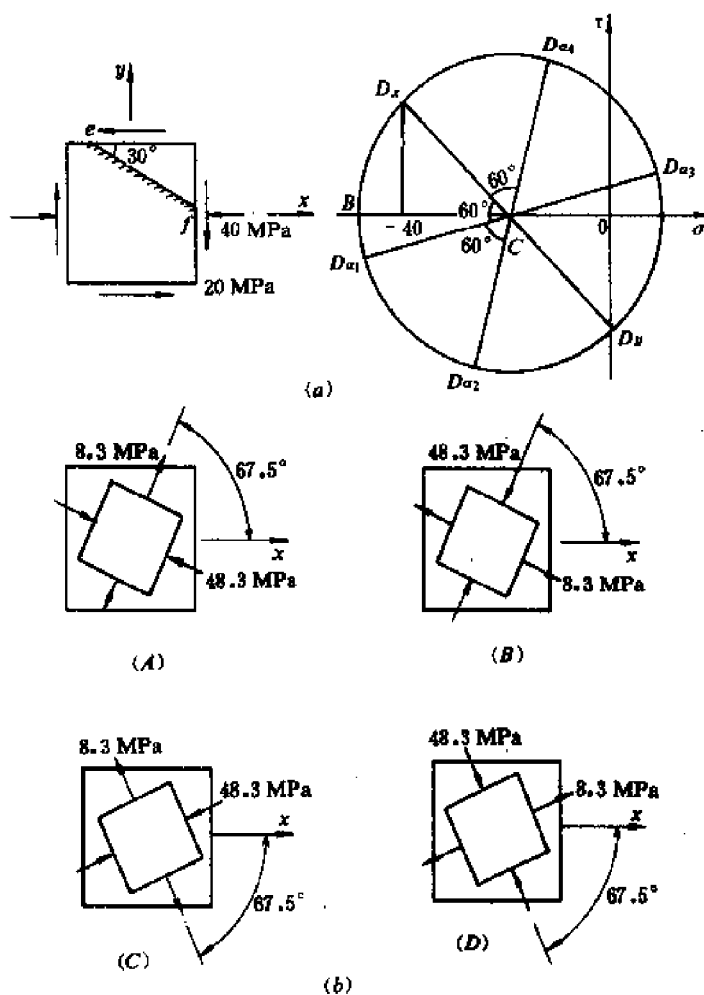 y
e
30°
x
f
40 MPa
20 MPa
τ
Dα₄
Dₓ
Dα₃
60°
B
60°
-40
0
σ
60°
C
Dα₁
Dᵧ
Dα₂
(a)
8.3 MPa
67.5°
x
48.3 MPa
(A)
48.3 MPa
67.5°
x
8.3 MPa
(B)
8.3 MPa
48.3 MPa
x
67.5°
(C)
48.3 MPa
8.3 MPa
x
67.5°
(D)
(b)